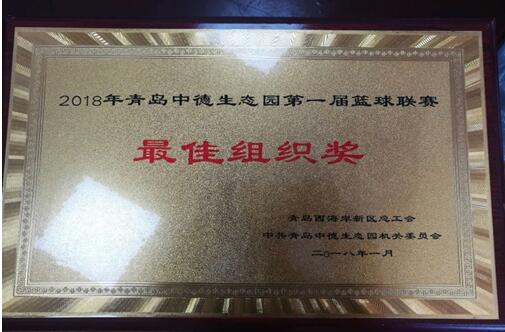 2018年青岛中德生态园第一届篮球联赛
最佳组织奖
青岛西海岸新区总工会
中共青岛中德生态园机关委员会
二〇一八年一月